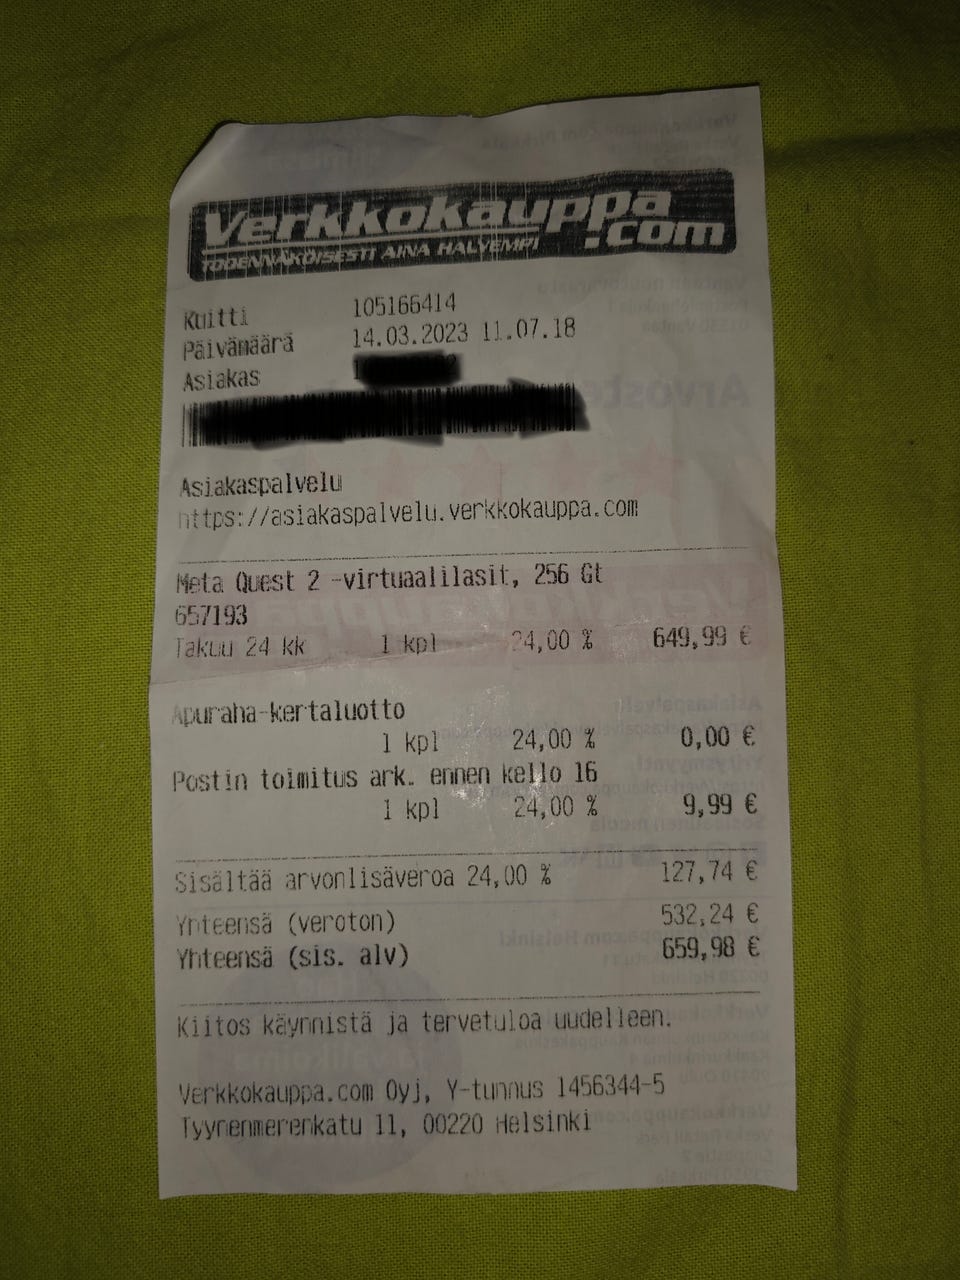 Verkkokauppa
.com
TODENNÄKÖISESTI AINA HALVEMPI
Kuitti 105166414
Päivämäärä 14.03.2023 11.07.18
Asiakas
Asiakaspalvelu
https://asiakaspalvelu.verkkokauppa.com
Meta Quest 2 -virtuaalilasit, 256 Gt
657193
Takuu 24 kk 1 kpl 24,00 % 649,99 €
Apuraha-kertaluotto
1 kpl 24,00 % 0,00 €
Postin toimitus ark. ennen kello 16
1 kpl 24,00 % 9,99 €
Sisältää arvonlisäveroa 24,00 % 127,74 €
Yhteensä (veroton) 532,24 €
Yhteensä (sis. alv) 659,98 €
Kiitos käynnistä ja tervetuloa uudelleen.
Verkkokauppa.com Oyj, Y-tunnus 1456344-5
Tyynenmerenkatu 11, 00220 Helsinki